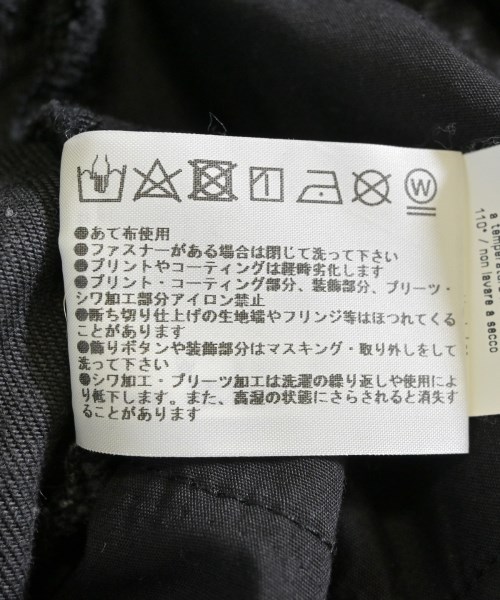 W
●あて布使用
●ファスナーがある場合は閉じて洗って下さい
●プリントやコーティングは経時劣化します
●プリント・コーティング部分、装飾部分、プリーツ・
シワ加工部分アイロン禁止
●断ち切り仕上げの生地端やフリンジ等はほつれてくる
ことがあります
●飾りボタンや装飾部分はマスキング・取り外しをして
洗って下さい
●シワ加工・プリーツ加工は洗濯の繰り返しや使用によ
り低下します。また、高湿の状態にさらされると消失す
ることがあります
a temperatura
110° / non lavare a secco